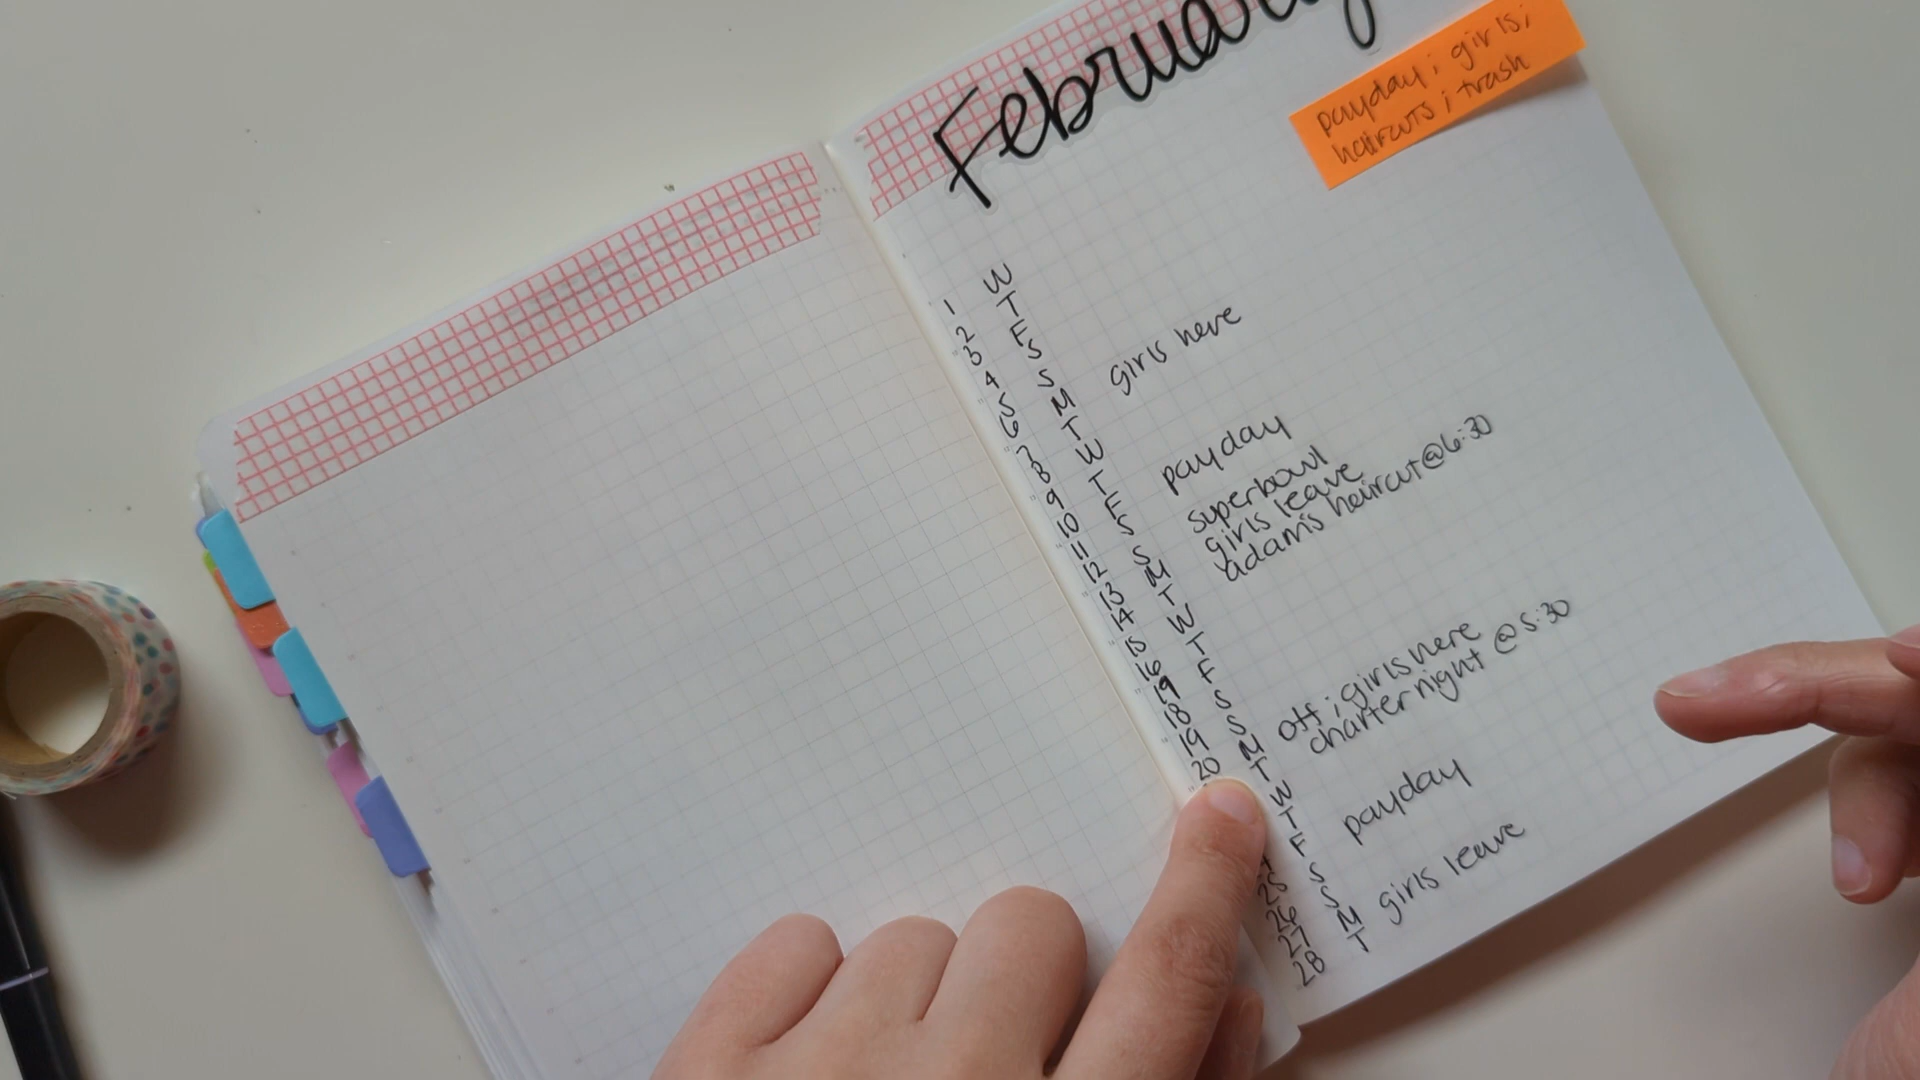 February
payday; girls;
haircuts; trash
1 W
2 T
3 F
4 S
5 S
6 M girls here
7 T
8 W
9 T
10 F payday
11 S
12 S superbowl
13 M girls leave
14 T adam's haircut @ 6:30
15 W
16 T
17 F
18 S
19 S
20 M off; girls here
T charter night @ 5:30
W
T
F payday
25 S
26 S
27 M girls leave
28 T